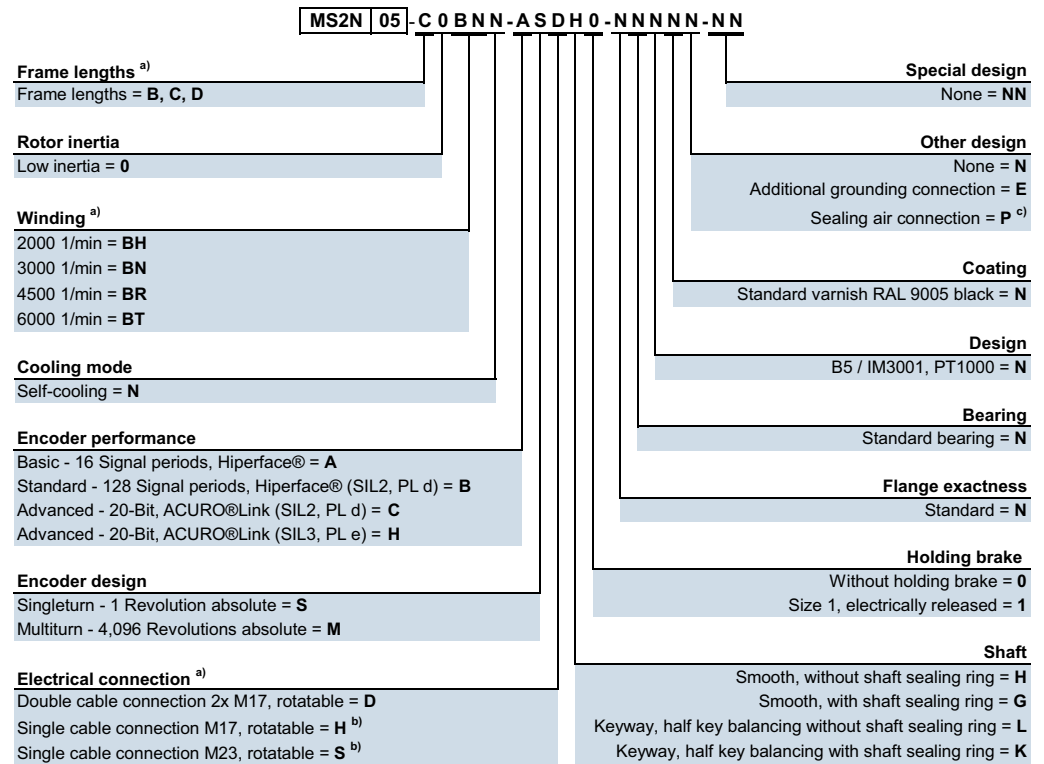 MS2N 05 - C 0 B N N - A S D H 0 - N N N N N - N N
Frame lengths a)
Frame lengths = B, C, D
Rotor inertia
Low inertia = 0
Winding a)
2000 1/min = BH
3000 1/min = BN
4500 1/min = BR
6000 1/min = BT
Cooling mode
Self-cooling = N
Encoder performance
Basic - 16 Signal periods, Hiperface® = A
Standard - 128 Signal periods, Hiperface® (SIL2, PL d) = B
Advanced - 20-Bit, ACURO®Link (SIL2, PL d) = C
Advanced - 20-Bit, ACURO®Link (SIL3, PL e) = H
Encoder design
Singleturn - 1 Revolution absolute = S
Multiturn - 4,096 Revolutions absolute = M
Electrical connection a)
Double cable connection 2x M17, rotatable = D
Single cable connection M17, rotatable = H b)
Single cable connection M23, rotatable = S b)
Special design
None = NN
Other design
None = N
Additional grounding connection = E
Sealing air connection = P c)
Coating
Standard varnish RAL 9005 black = N
Design
B5 / IM3001, PT1000 = N
Bearing
Standard bearing = N
Flange exactness
Standard = N
Holding brake
Without holding brake = 0
Size 1, electrically released = 1
Shaft
Smooth, without shaft sealing ring = H
Smooth, with shaft sealing ring = G
Keyway, half key balancing without shaft sealing ring = L
Keyway, half key balancing with shaft sealing ring = K